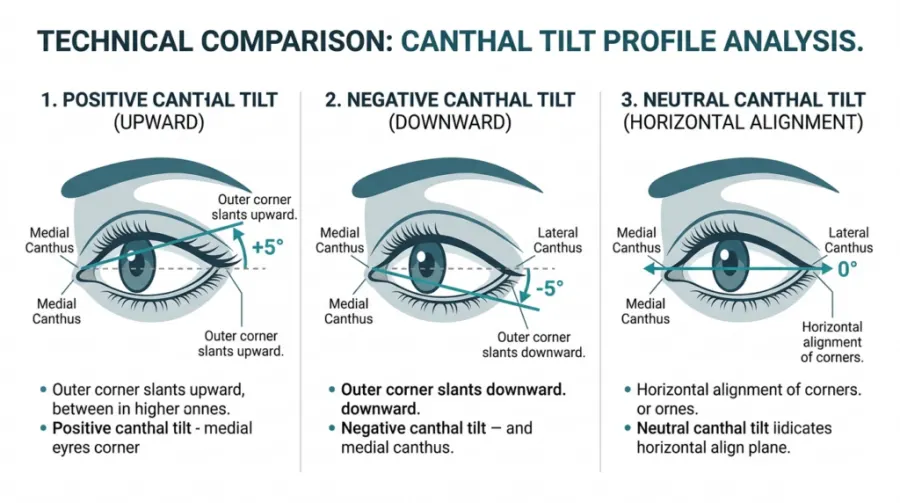 TECHNICAL COMPARISON: CANTHAL TILT PROFILE ANALYSIS.
1. POSITIVE CANTHAL TILT
(UPWARD)
Outer corner
slants upward.
Medial
Canthus
+5°
Medial
Canthus
Outer corner
slants upward.
• Outer corner slants upward,
between in higher onnes.
• Positive canthal tilt - medial
eyres corner
2. NEGATIVE CANTHAL TILT
(DOWNWARD)
Medial
Canthus
Lateral
Canthus
-5°
Medial
Canthus
Outer corner
slants downward.
• Outer corner slants downward.
downward.
• Negative canthal tilt — and
medial canthus.
3. NEUTRAL CANTHAL TILT
(HORIZONTAL ALIGNMENT)
Medial
Canthus
Lateral
Canthus
0°
Medial
Canthus
Horizontal
alignment
of corners.
• Horizontal alignment of corners.
or ornes.
• Neutral canthal tilt iidicates
horizontal align plane.